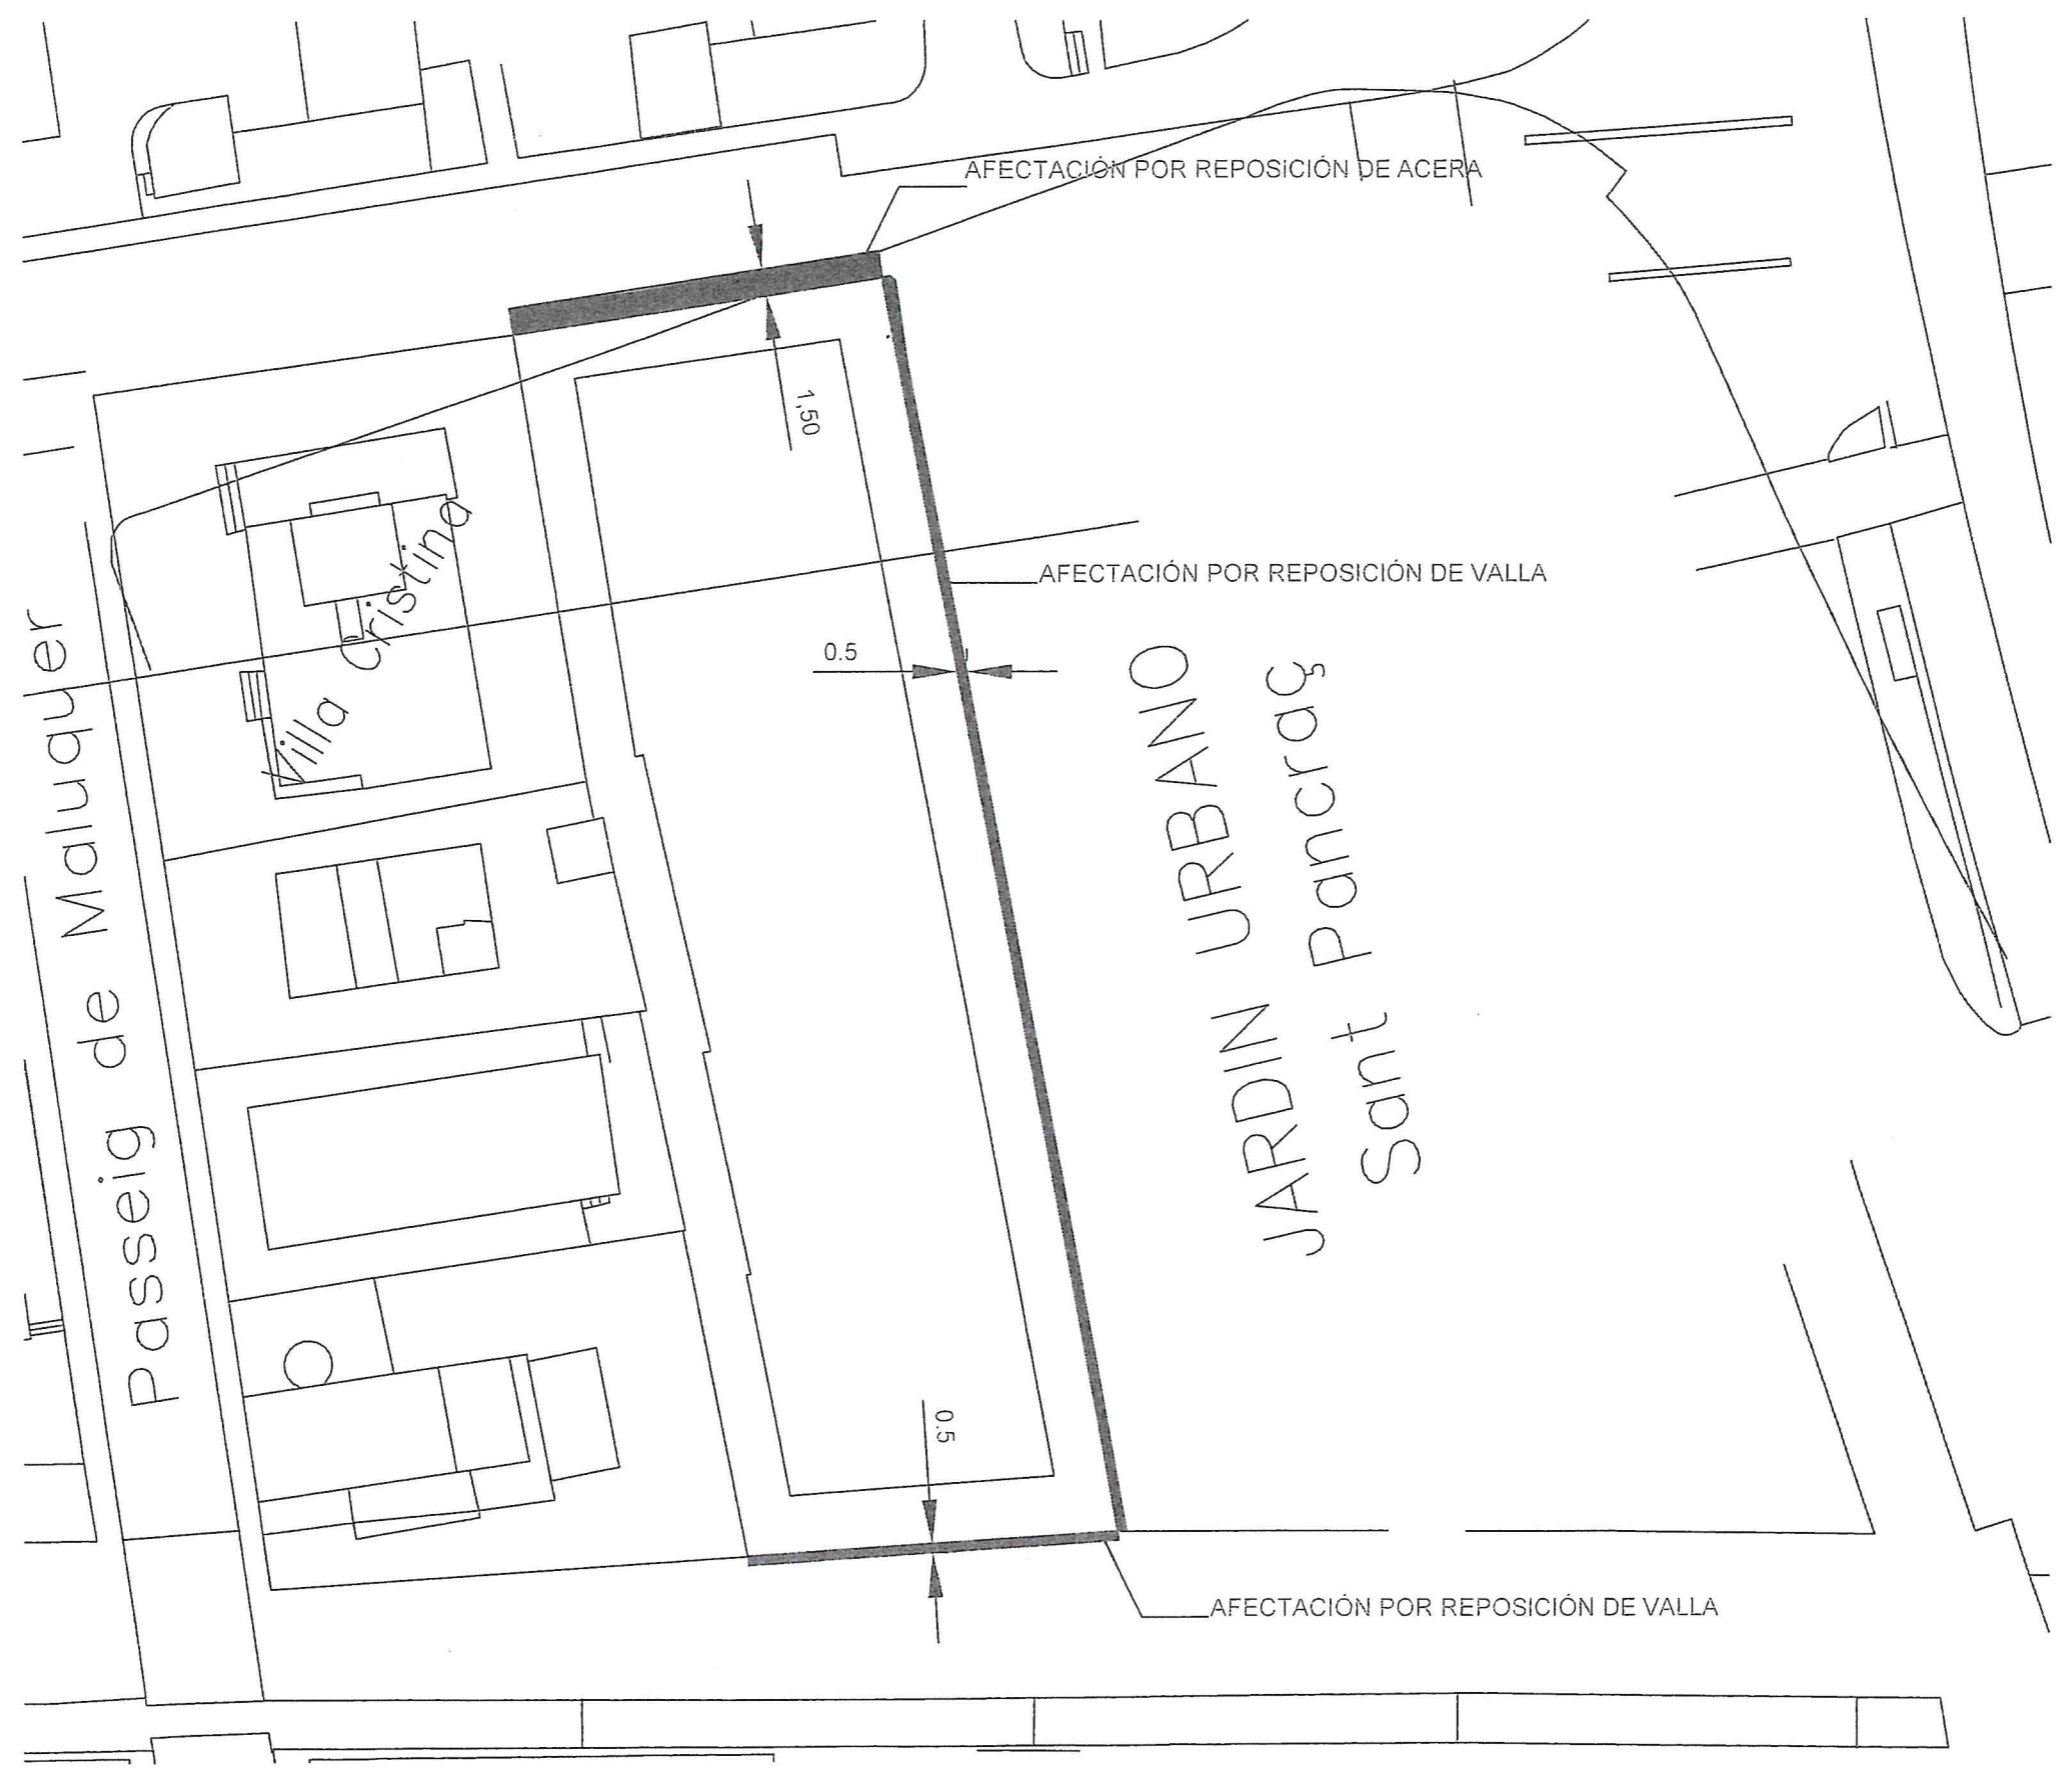 AFECTACIÓN POR REPOSICIÓN DE ACERA
1,50
Villa Cristina
AFECTACIÓN POR REPOSICIÓN DE VALLA
0.5
Passeig de Maluquer
JARDIN URBANO
Sant Pancraç
0.5
AFECTACIÓN POR REPOSICIÓN DE VALLA